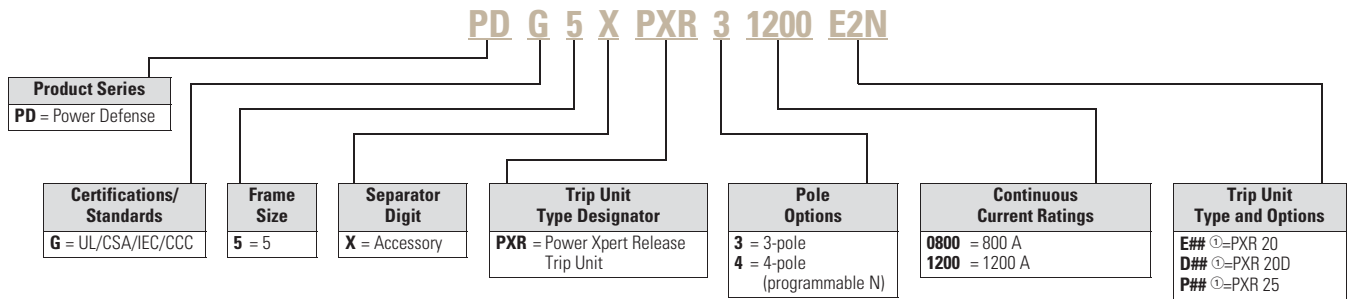 PD G 5 X PXR 3 1200 E2N
Product Series
PD = Power Defense
Certifications/
Standards
G = UL/CSA/IEC/CCC
Frame
Size
5 = 5
Separator
Digit
X = Accessory
Trip Unit
Type Designator
PXR = Power Xpert Release
Trip Unit
Pole
Options
3 = 3-pole
4 = 4-pole
(programmable N)
Continuous
Current Ratings
0800 = 800 A
1200 = 1200 A
Trip Unit
Type and Options
E## ①=PXR 20
D## ①=PXR 20D
P## ①=PXR 25